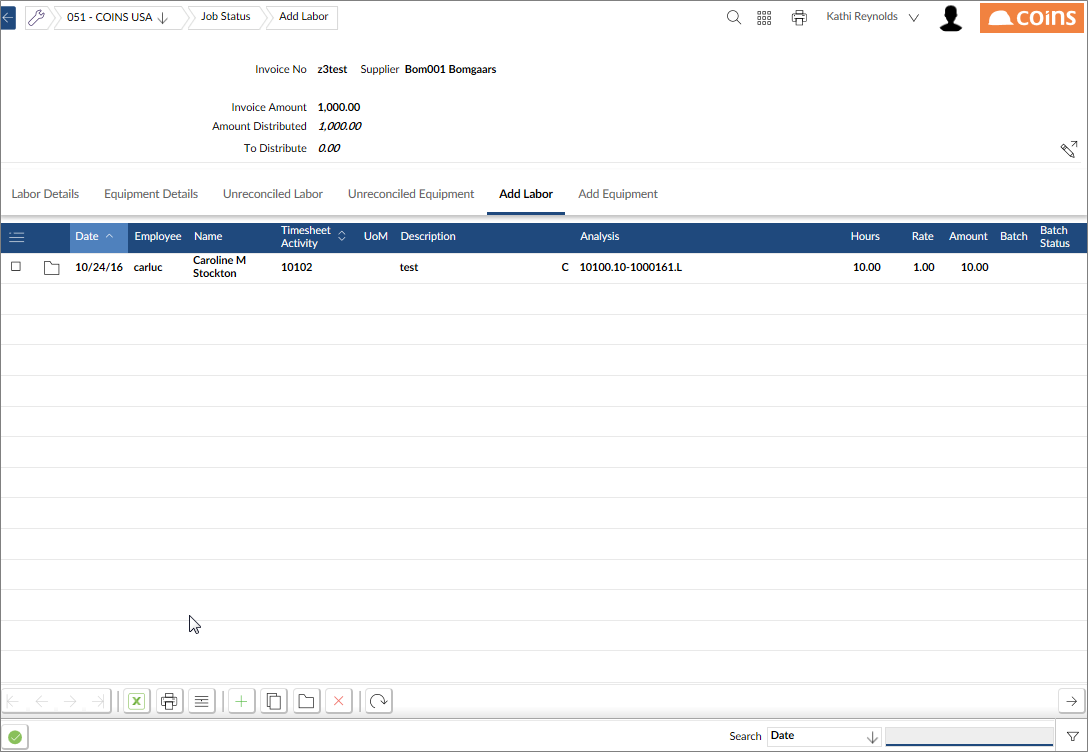 051 - COINS USA Job Status Add Labor Kathi Reynolds coins
Invoice No z3test Supplier Bom001 Bomgaars
Invoice Amount 1,000.00
Amount Distributed 1,000.00
To Distribute 0.00
Labor Details Equipment Details Unreconciled Labor Unreconciled Equipment Add Labor Add Equipment
Date Employee Name Timesheet Activity UoM Description Analysis Hours Rate Amount Batch Batch Status
10/24/16 carluc Caroline M Stockton 10102 test C 10100.10-1000161.L 10.00 1.00 10.00
Search Date